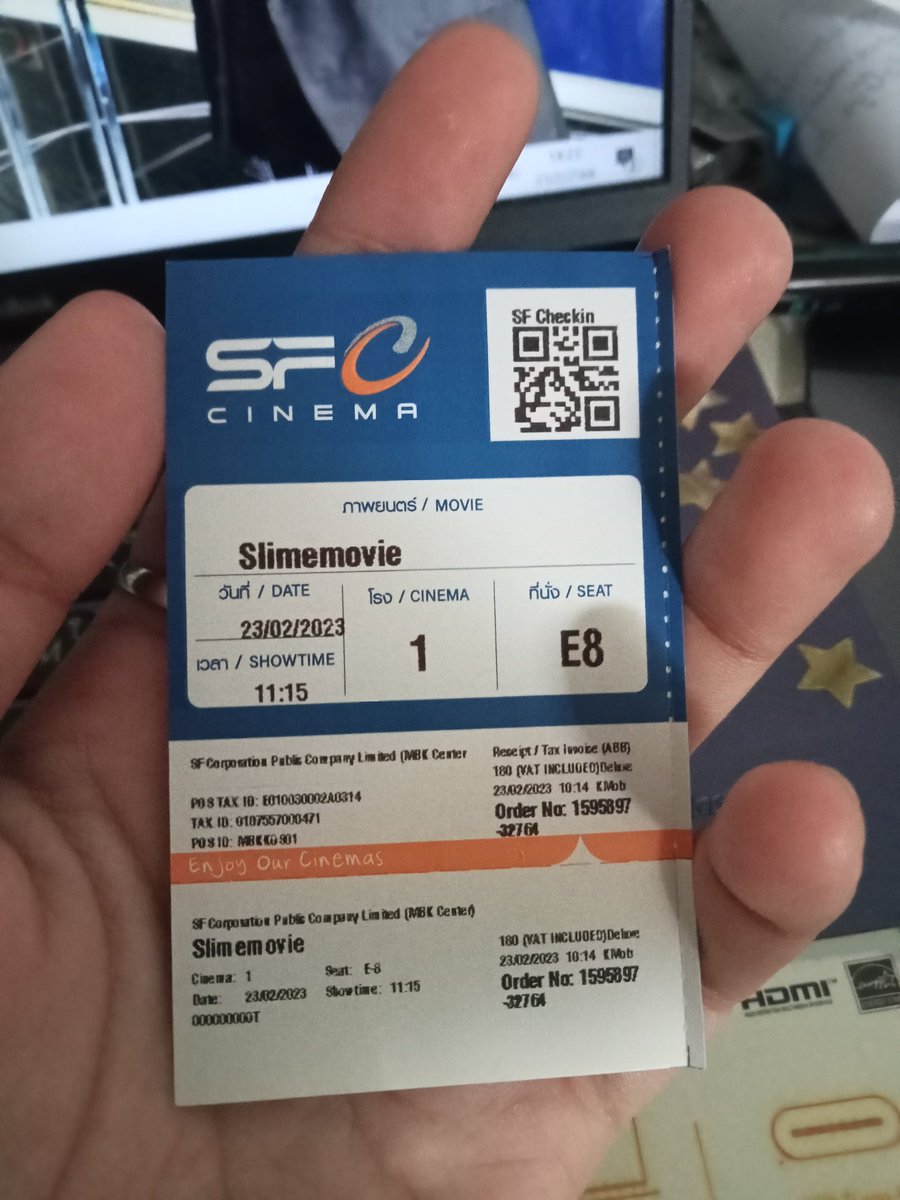 SF
CINEMA
SF Checkin
ภาพยนตร์ / MOVIE
Slimemovie
วันที่ / DATE
23/02/2023
โรง / CINEMA
1
ที่นั่ง / SEAT
E8
เวลา / SHOWTIME
11:15
SF Corporation Public Company Limited (MBK Center
POS TAX ID: E010030002A0314
TAX ID: 0107557000471
POS ID: MBKKG901
Receipt / Tax Invoice (ABB)
180 (VAT INCLUDED)Deluxe
23/02/2023 10:14 KMob
Order No: 1595897
-32764
Enjoy Our Cinemas
SF Corporation Public Company Limited (MBK Center)
Slimemovie
Cinema: 1 Seat: E-8
Date: 23/02/2023 Showtime: 11:15
000000000T
180 (VAT INCLUDED)Deluxe
23/02/2023 10:14 KMob
Order No: 1595897
-32764
HDMI